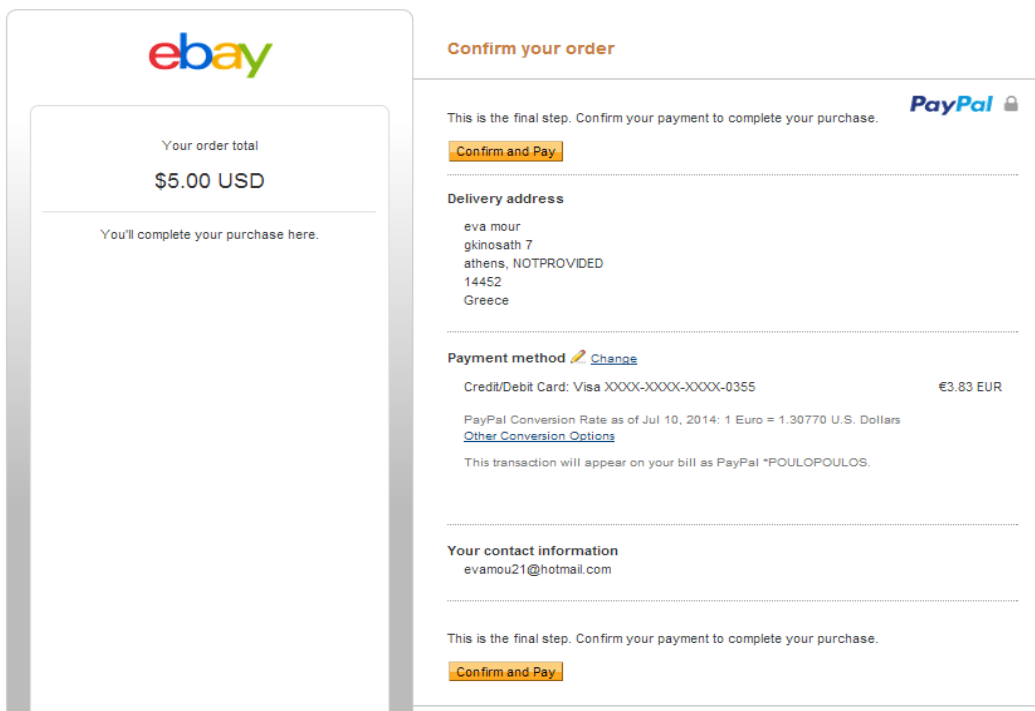 ebay
Your order total
$5.00 USD
You'll complete your purchase here.
Confirm your order
PayPal
This is the final step. Confirm your payment to complete your purchase.
Confirm and Pay
Delivery address
eva mour
gkinosath 7
athens, NOTPROVIDED
14452
Greece
Payment method Change
Credit/Debit Card: Visa XXXX-XXXX-XXXX-0355 €3.83 EUR
PayPal Conversion Rate as of Jul 10, 2014: 1 Euro = 1.30770 U.S. Dollars
Other Conversion Options
This transaction will appear on your bill as PayPal *POULOPOULOS.
Your contact information
evamou21@hotmail.com
This is the final step. Confirm your payment to complete your purchase.
Confirm and Pay